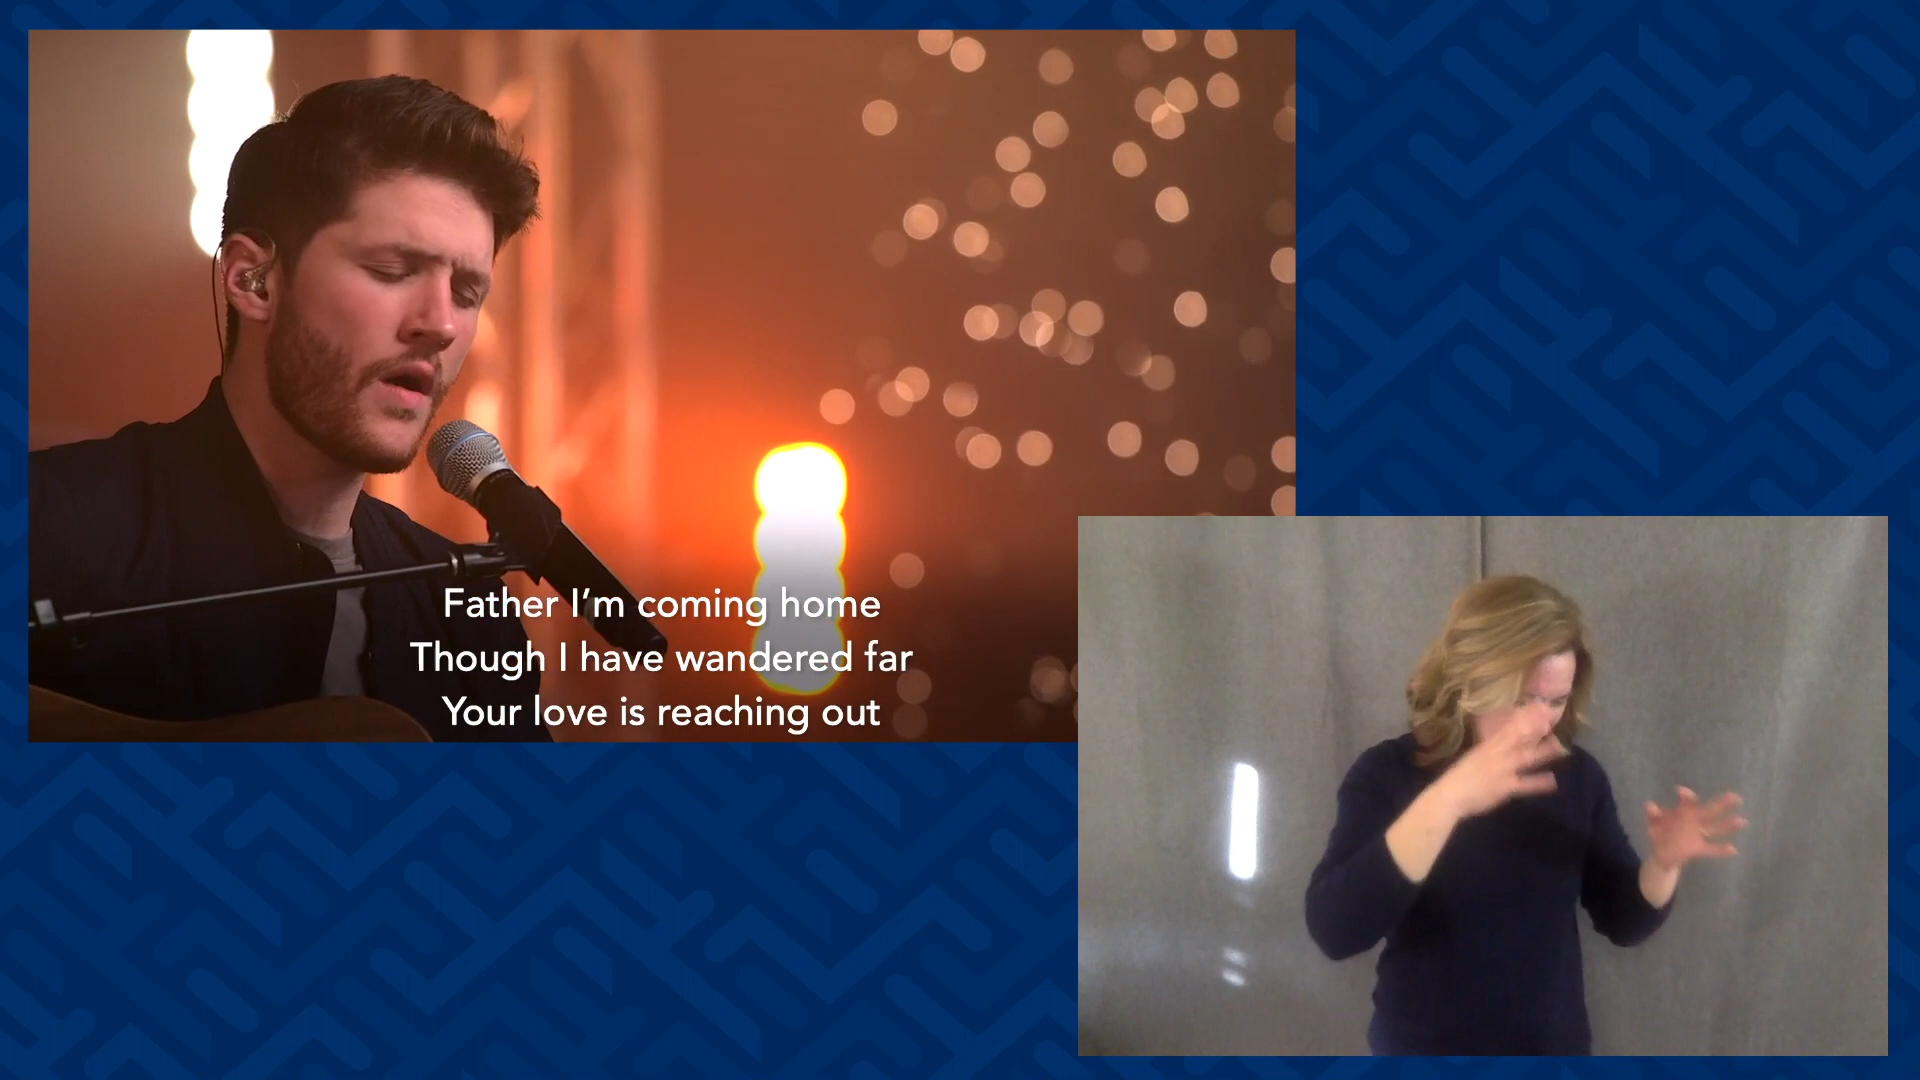 Father I’m coming home
Though I have wandered far
Your love is reaching out